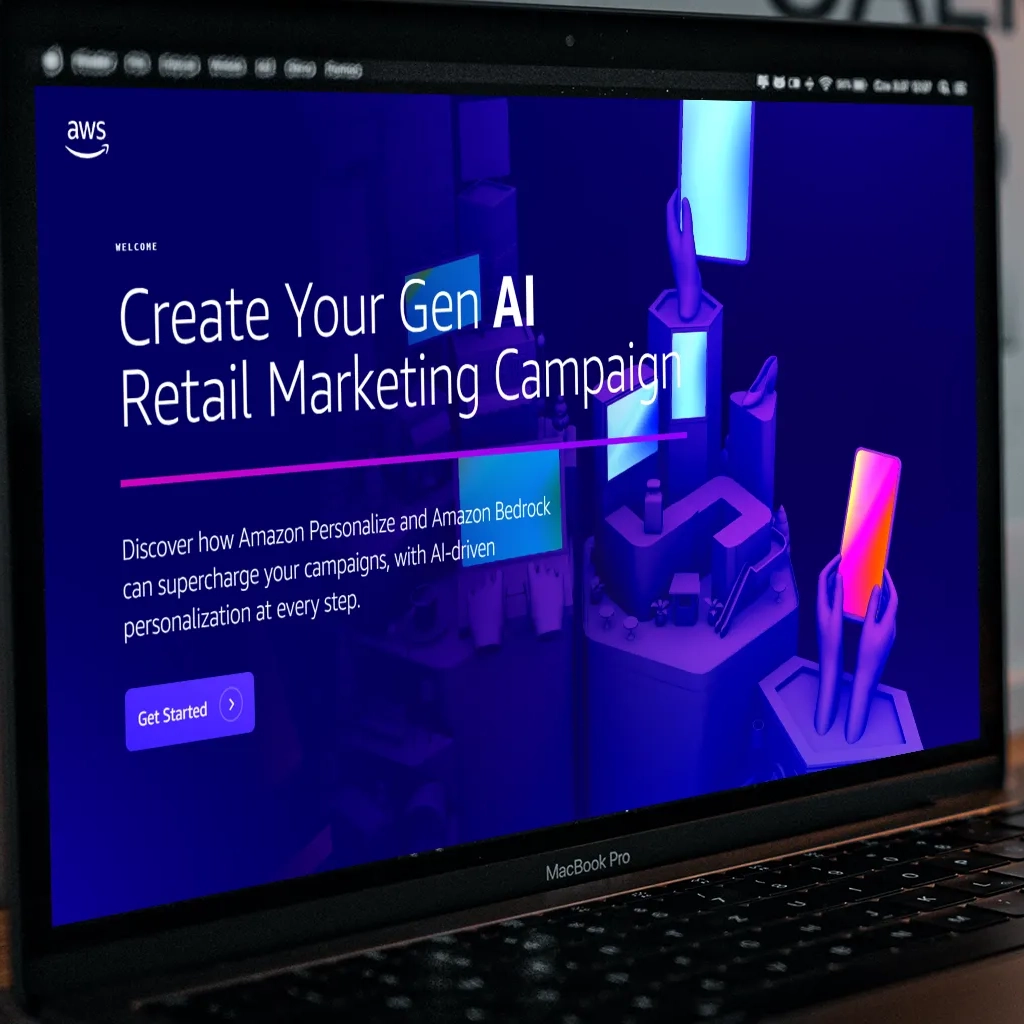 aws
WELCOME
Create Your Gen AI
Retail Marketing Campaign
Discover how Amazon Personalize and Amazon Bedrock
can supercharge your campaigns, with AI-driven
personalization at every step.
Get Started
MacBook Pro